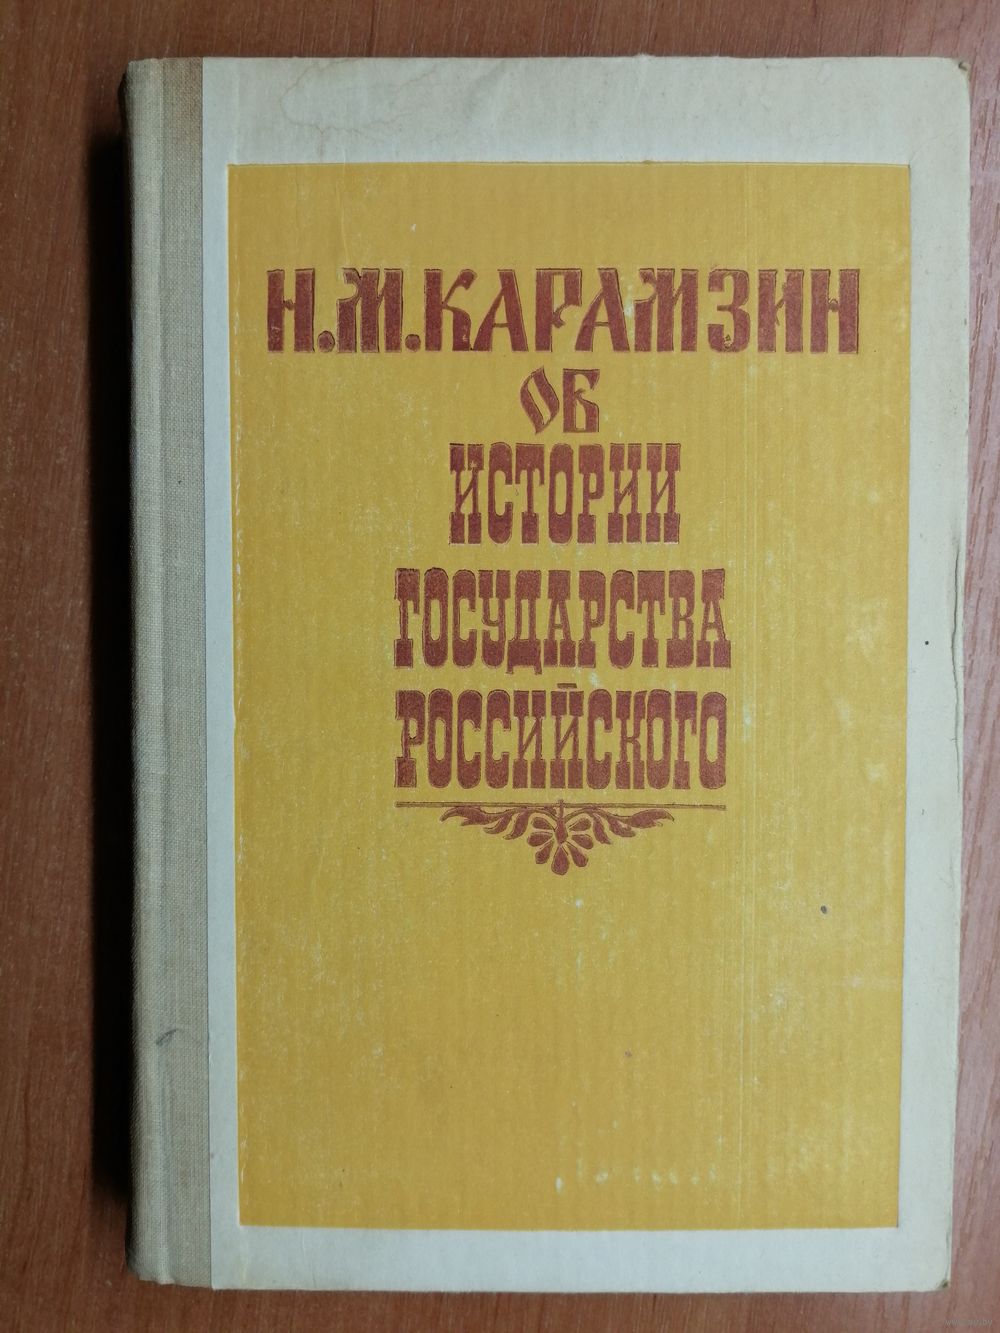 Н.М.КАРАМЗИН
ОБ
ИСТОРИИ
ГОСУДАРСТВА
РОССИЙСКОГО